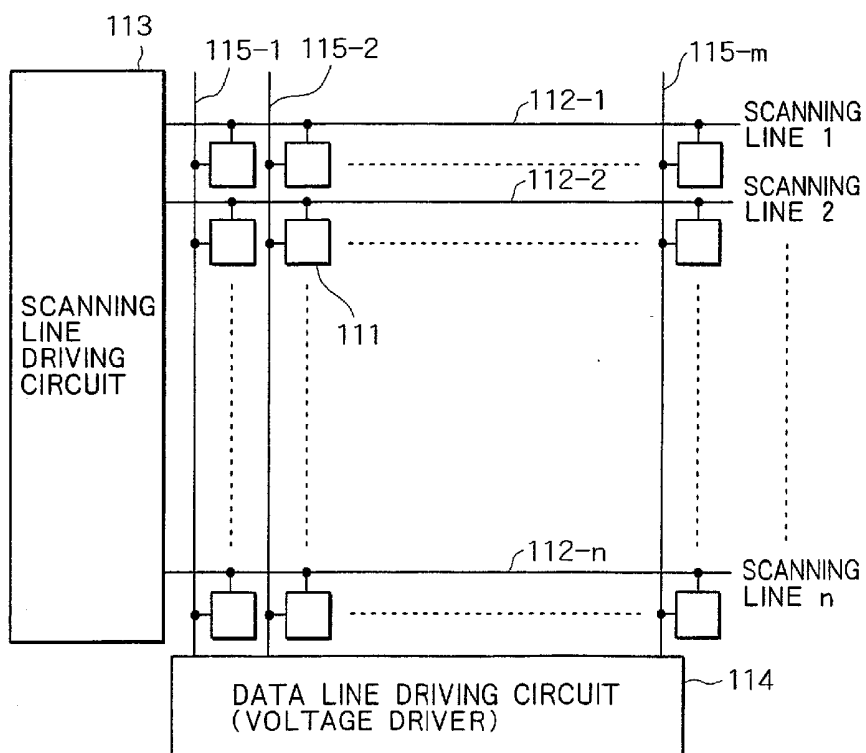 113
115-1
115-2
115-m
112-1
SCANNING
LINE 1
112-2
SCANNING
LINE 2
SCANNING
LINE
DRIVING
CIRCUIT
111
112-n
SCANNING
LINE n
DATA LINE DRIVING CIRCUIT
(VOLTAGE DRIVER)
114